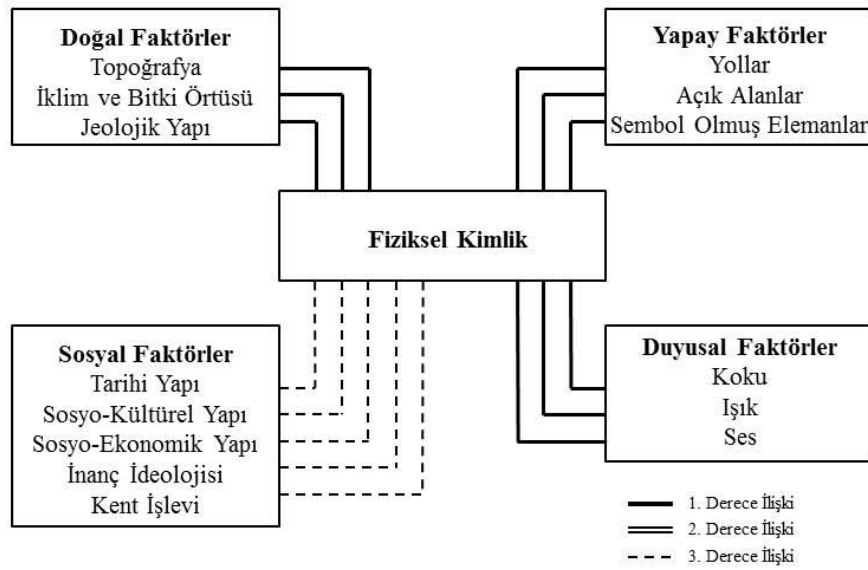 Doğal Faktörler
Topoğrafya
İklim ve Bitki Örtüsü
Jeolojik Yapı
Yapay Faktörler
Yollar
Açık Alanlar
Sembol Olmuş Elemanlar
Fiziksel Kimlik
Sosyal Faktörler
Tarihi Yapı
Sosyo-Kültürel Yapı
Sosyo-Ekonomik Yapı
İnanç İdeolojisi
Kent İşlevi
Duyusal Faktörler
Koku
Işık
Ses
1. Derece İlişki
2. Derece İlişki
3. Derece İlişki